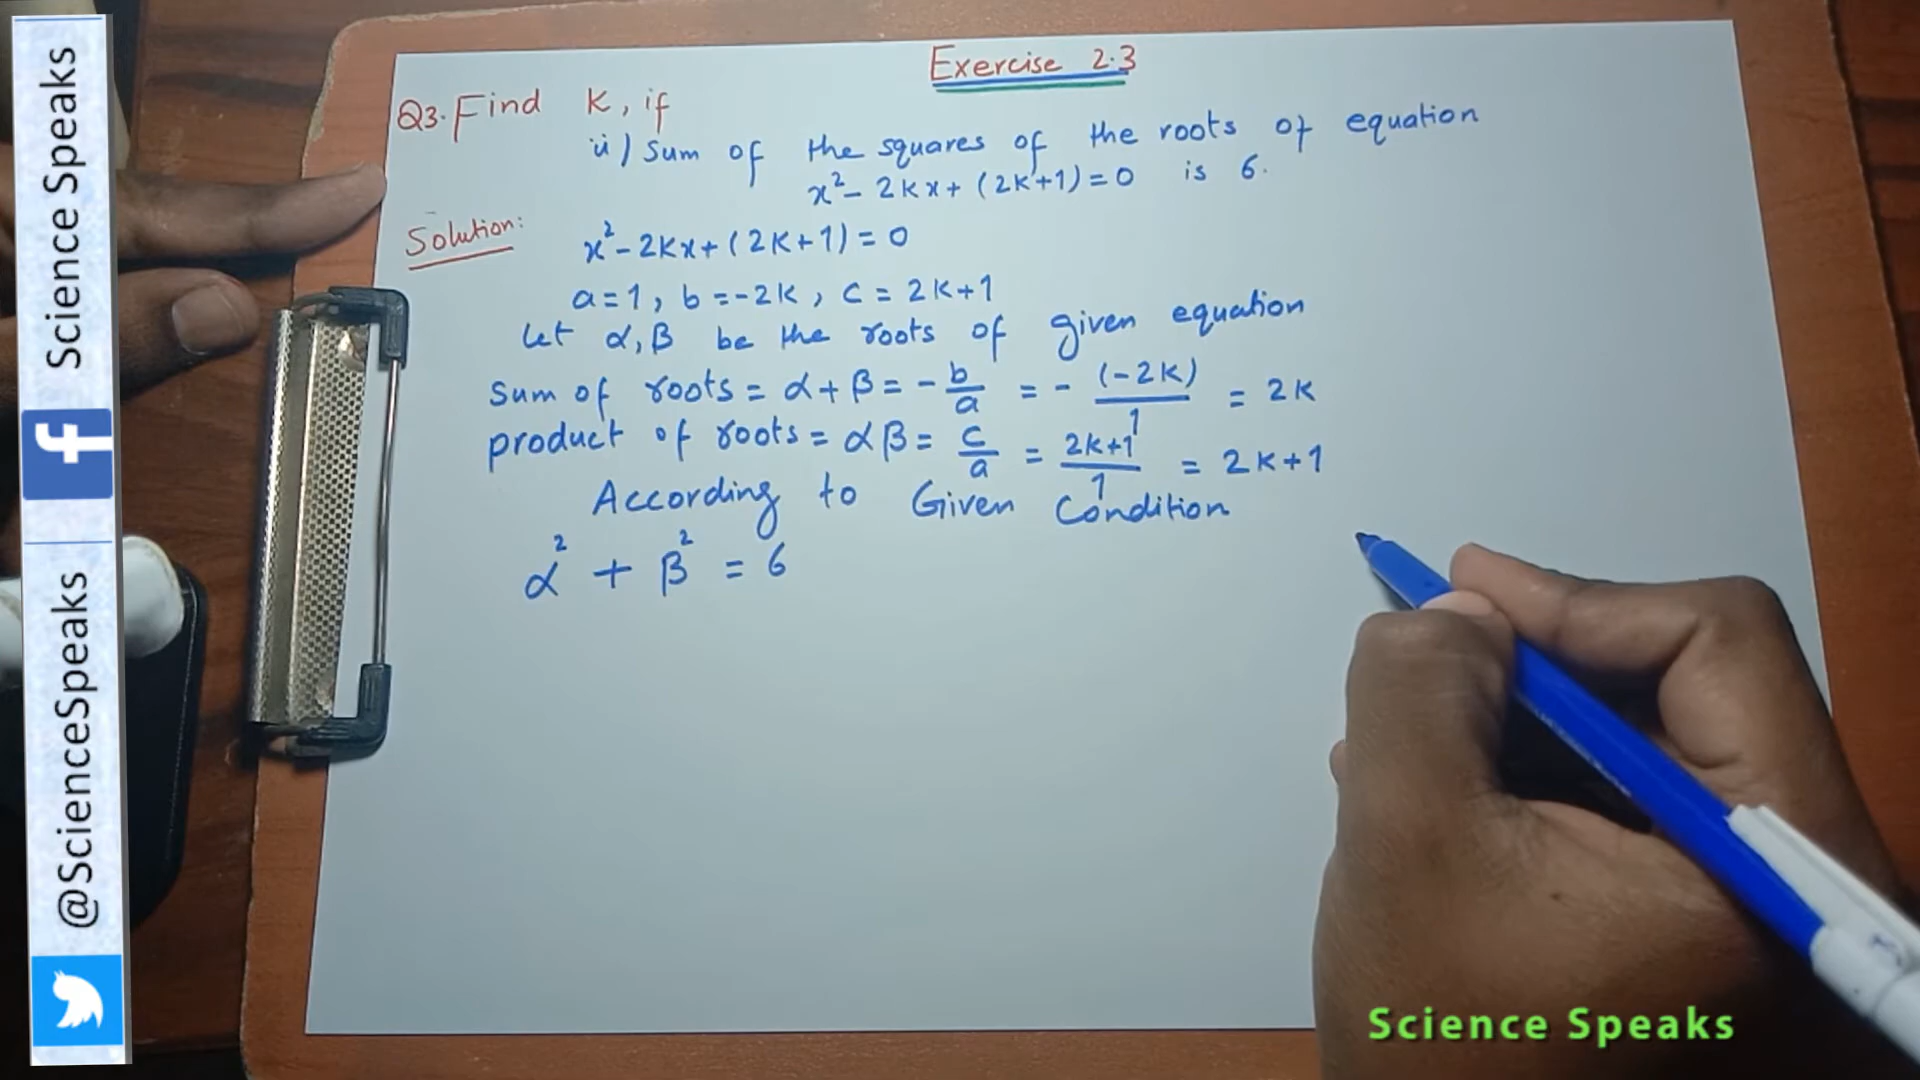 Exercise 2.3
Q3. Find K, if
ii) Sum of the squares of the roots of equation
x² - 2kx + (2k+1) = 0 is 6.
Solution:
x² - 2kx + (2k+1) = 0
a=1, b=-2k, c = 2k+1
Let α, β be the roots of given equation
Sum of roots = α + β = - b/a = - (-2k)/1 = 2k
product of roots = αβ = c/a = 2k+1/1 = 2k+1
According to Given Condition
α² + β² = 6
Science Speaks
@ScienceSpeaks
Science Speaks